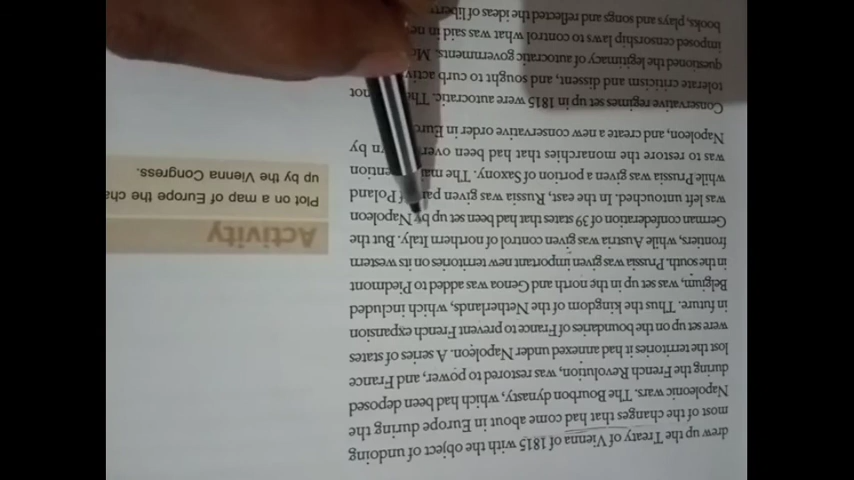 drew up the Treaty of Vienna of 1815 with the object of undoing
most of the changes that had come about in Europe during the
Napoleonic wars. The Bourbon dynasty, which had been deposed
during the French Revolution, was restored to power, and France
lost the territories it had annexed under Napoleon. A series of states
were set up on the boundaries of France to prevent French expansion
in future. Thus the kingdom of the Netherlands, which included
Belgium, was set up in the north and Genoa was added to Piedmont
in the south. Prussia was given important new territories on its western
frontiers, while Austria was given control of northern Italy. But the
German confederation of 39 states that had been set up by Napoleon
was left untouched. In the east, Russia was given of Poland
while Prussia was given a portion of Saxony. The
was to restore the monarchies that had been by
Napoleon, and create a new conservative order in
Conservative regimes set up in 1815 were autocratic. not
tolerate criticism and dissent, and sought to curb
questioned the legitimacy of autocratic governments.
imposed censorship laws to control what was said in
books, plays and songs and reflected the ideas of
Activity
Plot on a map of Europe the
up by the Vienna Congress.